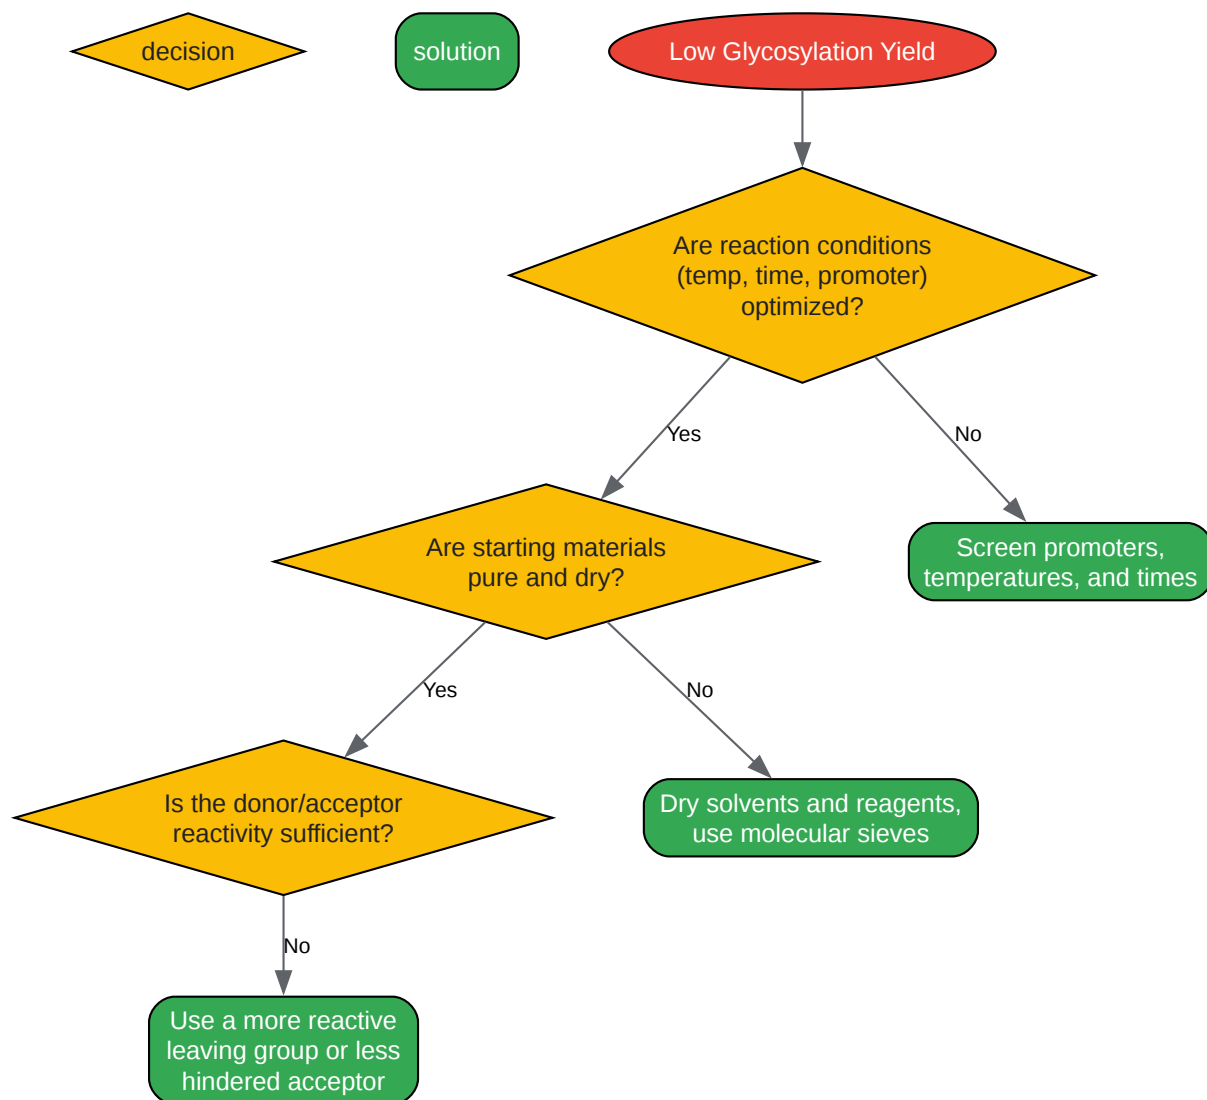 decision
solution
Low Glycosylation Yield
Are reaction conditions
(temp, time, promoter)
optimized?
Yes
No
Are starting materials
pure and dry?
Screen promoters,
temperatures, and times
Yes
No
Is the donor/acceptor
reactivity sufficient?
Dry solvents and reagents,
use molecular sieves
No
Use a more reactive
leaving group or less
hindered acceptor